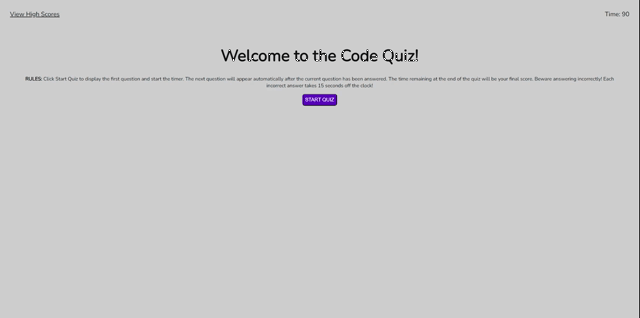 View High Scores
Time: 90
Welcome to the Code Quiz!
RULES: Click Start Quiz to display the first question and start the timer. The next question will appear automatically after the current question has been answered. The time remaining at the end of the quiz will be your final score. Beware answering incorrectly! Each
incorrect answer takes 15 seconds off the clock!
START QUIZ